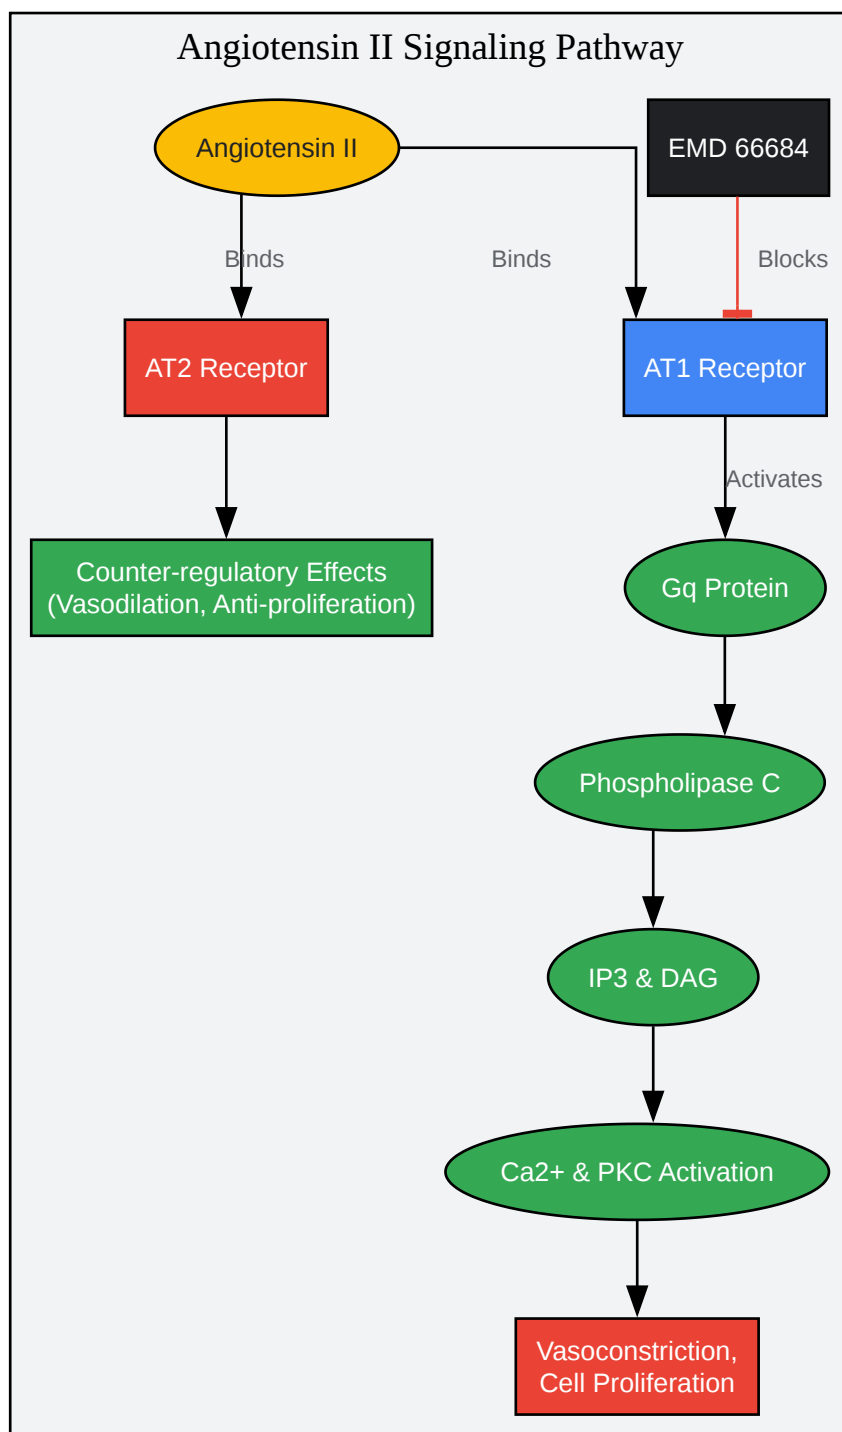 Angiotensin II Signaling Pathway
Angiotensin II
EMD 66684
Binds
Binds
Blocks
AT2 Receptor
AT1 Receptor
Activates
Counter-regulatory Effects
(Vasodilation, Anti-proliferation)
Gq Protein
Phospholipase C
IP3 & DAG
Ca2+ & PKC Activation
Vasoconstriction,
Cell Proliferation